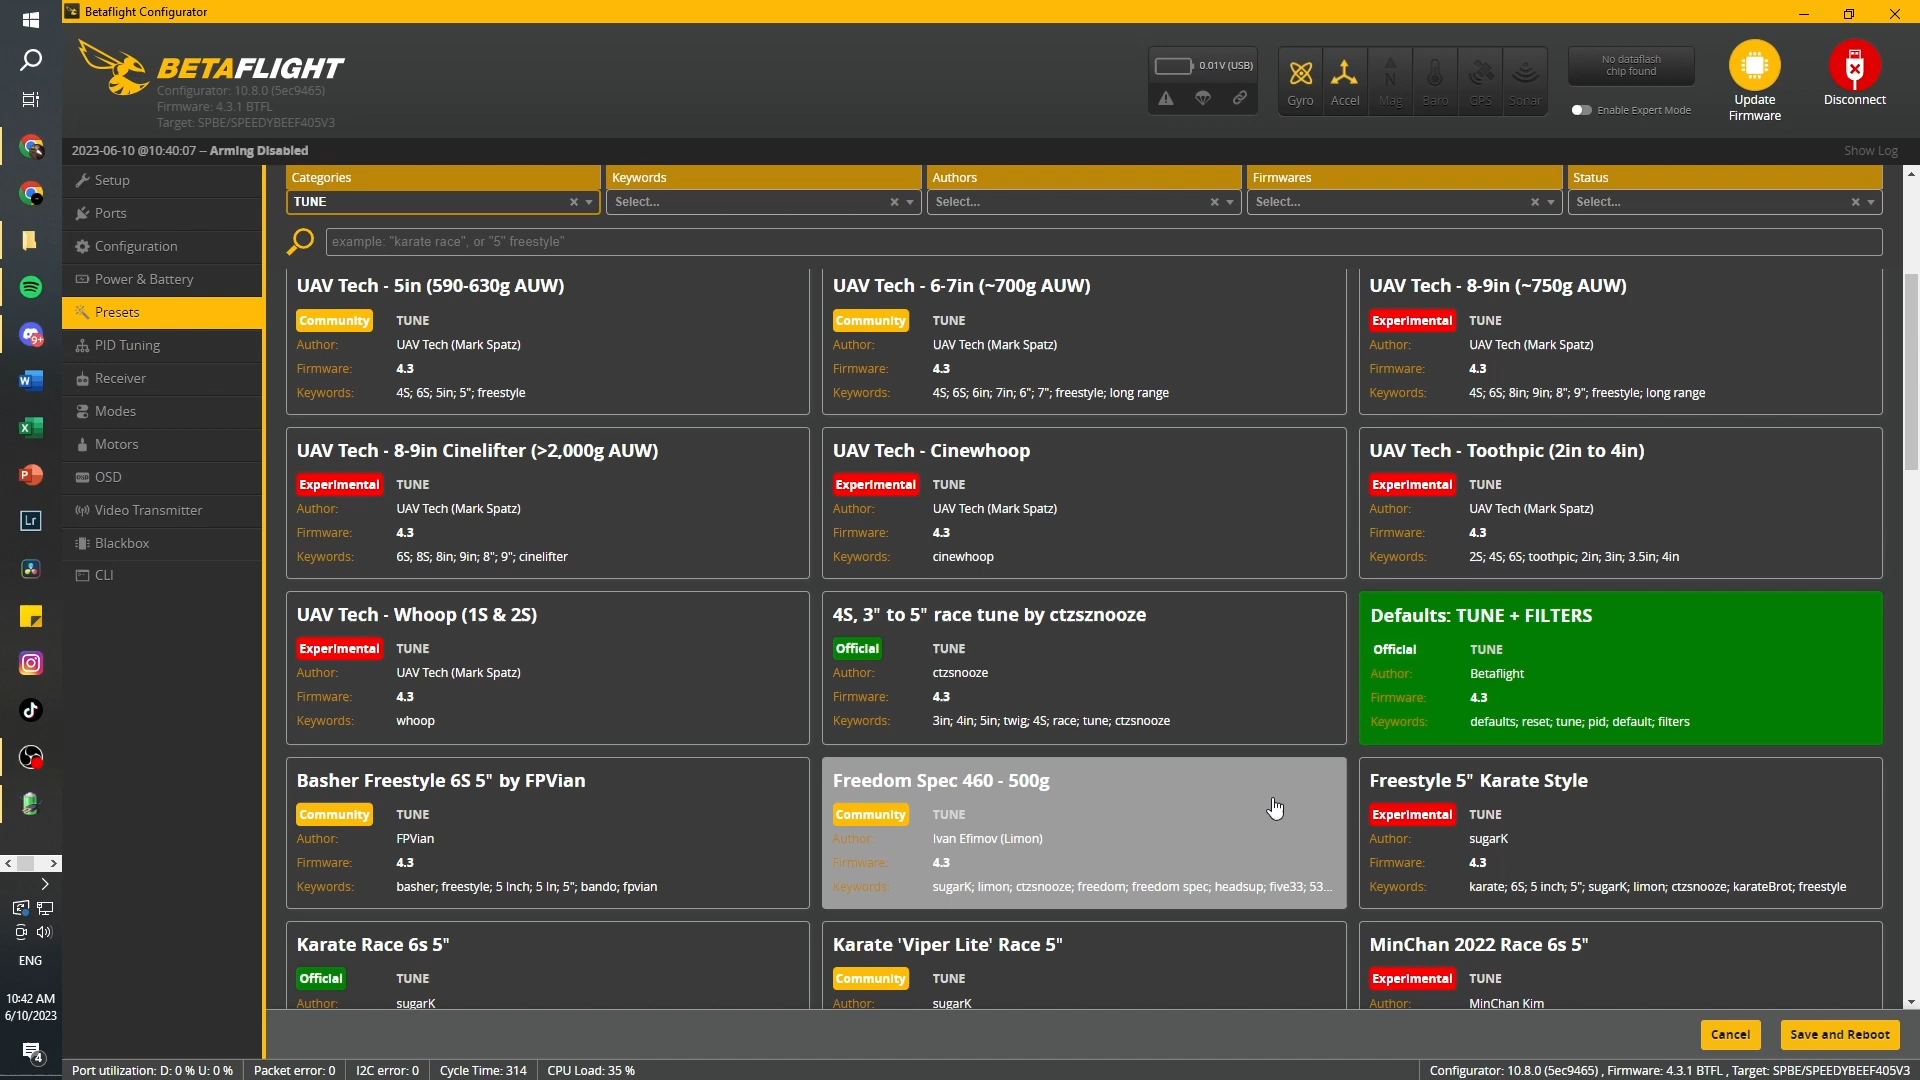 Betaflight Configurator
BETAFLIGHT
Configurator: 10.8.0 (5ec9465)
Firmware: 4.3.1 BTFL
Target: SPBE/SPEEDYBEEF405V3
0.01V (USB)
Gyro
Accel
Mag
Baro
GPS
Sonar
No dataflash
chip found
Enable Expert Mode
Update
Firmware
Disconnect
2023-06-10 @10:40:07 -- Arming Disabled
Show Log
Setup
Ports
Configuration
Power & Battery
Presets
PID Tuning
Receiver
Modes
Motors
OSD
Video Transmitter
Blackbox
CLI
Categories
TUNE
Keywords
Select...
Authors
Select...
Firmwares
Select...
Status
Select...
example: "karate race", or "5" freestyle"
UAV Tech - 5in (590-630g AUW)
Community TUNE
Author: UAV Tech (Mark Spatz)
Firmware: 4.3
Keywords: 4S; 6S; 5in; 5"; freestyle
UAV Tech - 6-7in (~700g AUW)
Community TUNE
Author: UAV Tech (Mark Spatz)
Firmware: 4.3
Keywords: 4S; 6S; 6in; 7in; 6"; 7"; freestyle; long range
UAV Tech - 8-9in (~750g AUW)
Experimental TUNE
Author: UAV Tech (Mark Spatz)
Firmware: 4.3
Keywords: 4S; 6S; 8in; 9in; 8"; 9"; freestyle; long range
UAV Tech - 8-9in Cinelifter (>2,000g AUW)
Experimental TUNE
Author: UAV Tech (Mark Spatz)
Firmware: 4.3
Keywords: 6S; 8S; 8in; 9in; 8"; 9"; cinelifter
UAV Tech - Cinewhoop
Experimental TUNE
Author: UAV Tech (Mark Spatz)
Firmware: 4.3
Keywords: cinewhoop
UAV Tech - Toothpic (2in to 4in)
Experimental TUNE
Author: UAV Tech (Mark Spatz)
Firmware: 4.3
Keywords: 2S; 4S; 6S; toothpic; 2in; 3in; 3.5in; 4in
UAV Tech - Whoop (1S & 2S)
Experimental TUNE
Author: UAV Tech (Mark Spatz)
Firmware: 4.3
Keywords: whoop
4S, 3" to 5" race tune by ctzsznooze
Official TUNE
Author: ctzsnooze
Firmware: 4.3
Keywords: 3in; 4in; 5in; twig; 4S; race; tune; ctzsnooze
Defaults: TUNE + FILTERS
Official TUNE
Author: Betaflight
Firmware: 4.3
Keywords: defaults; reset; tune; pid; default; filters
Basher Freestyle 6S 5" by FPVian
Community TUNE
Author: FPVian
Firmware: 4.3
Keywords: basher; freestyle; 5 Inch; 5 In; 5"; bando; fpvian
Freedom Spec 460 - 500g
Community TUNE
Author: Ivan Efimov (Limon)
Firmware: 4.3
Keywords: sugarK; limon; ctzsnooze; freedom; freedom spec; headsup; five33; 53...
Freestyle 5" Karate Style
Experimental TUNE
Author: sugarK
Firmware: 4.3
Keywords: karate; 6S; 5 inch; 5"; sugarK; limon; ctzsnooze; karateBrot; freestyle
Karate Race 6s 5"
Official TUNE
Author: sugarK
Karate 'Viper Lite' Race 5"
Community TUNE
Author: sugarK
MinChan 2022 Race 6s 5"
Experimental TUNE
Author: MinChan Kim
Cancel
Save and Reboot
Port utilization: D: 0 % U: 0 %
Packet error: 0
I2C error: 0
Cycle Time: 314
CPU Load: 35 %
Configurator: 10.8.0 (5ec9465) , Firmware: 4.3.1 BTFL , Target: SPBE/SPEEDYBEEF405V3
9+
W
X
P
Lr
ENG
10:42 AM
6/10/2023
4